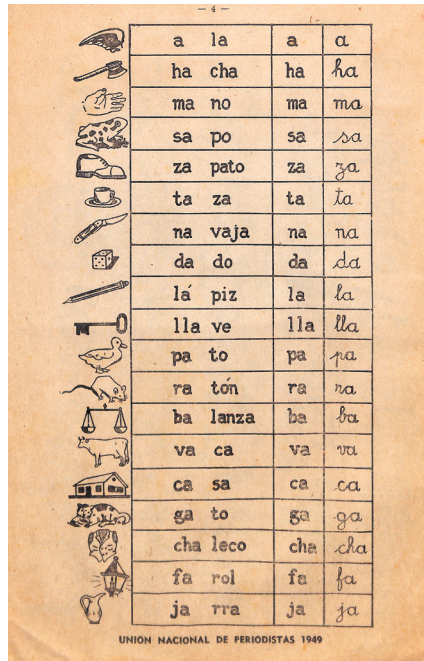 — 4 —
a la a a
ha cha ha ha
ma no ma ma
sa po sa sa
za pato za za
ta za ta ta
na vaja na na
da do da da
lá piz la la
lla ve lla lla
pa to pa pa
ra tón ra ra
ba lanza ba ba
va ca va va
ca sa ca ca
ga to ga ga
cha leco cha cha
fa rol fa fa
ja rra ja ja
UNION NACIONAL DE PERIODISTAS 1949